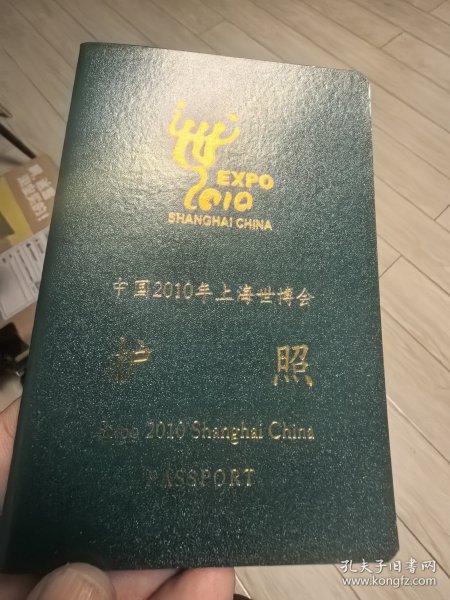 EXPO
2010
SHANGHAI CHINA
中国2010年上海世博会
护 照
Expo 2010 Shanghai China
PASSPORT
孔夫子旧书网
www.kongfz.com